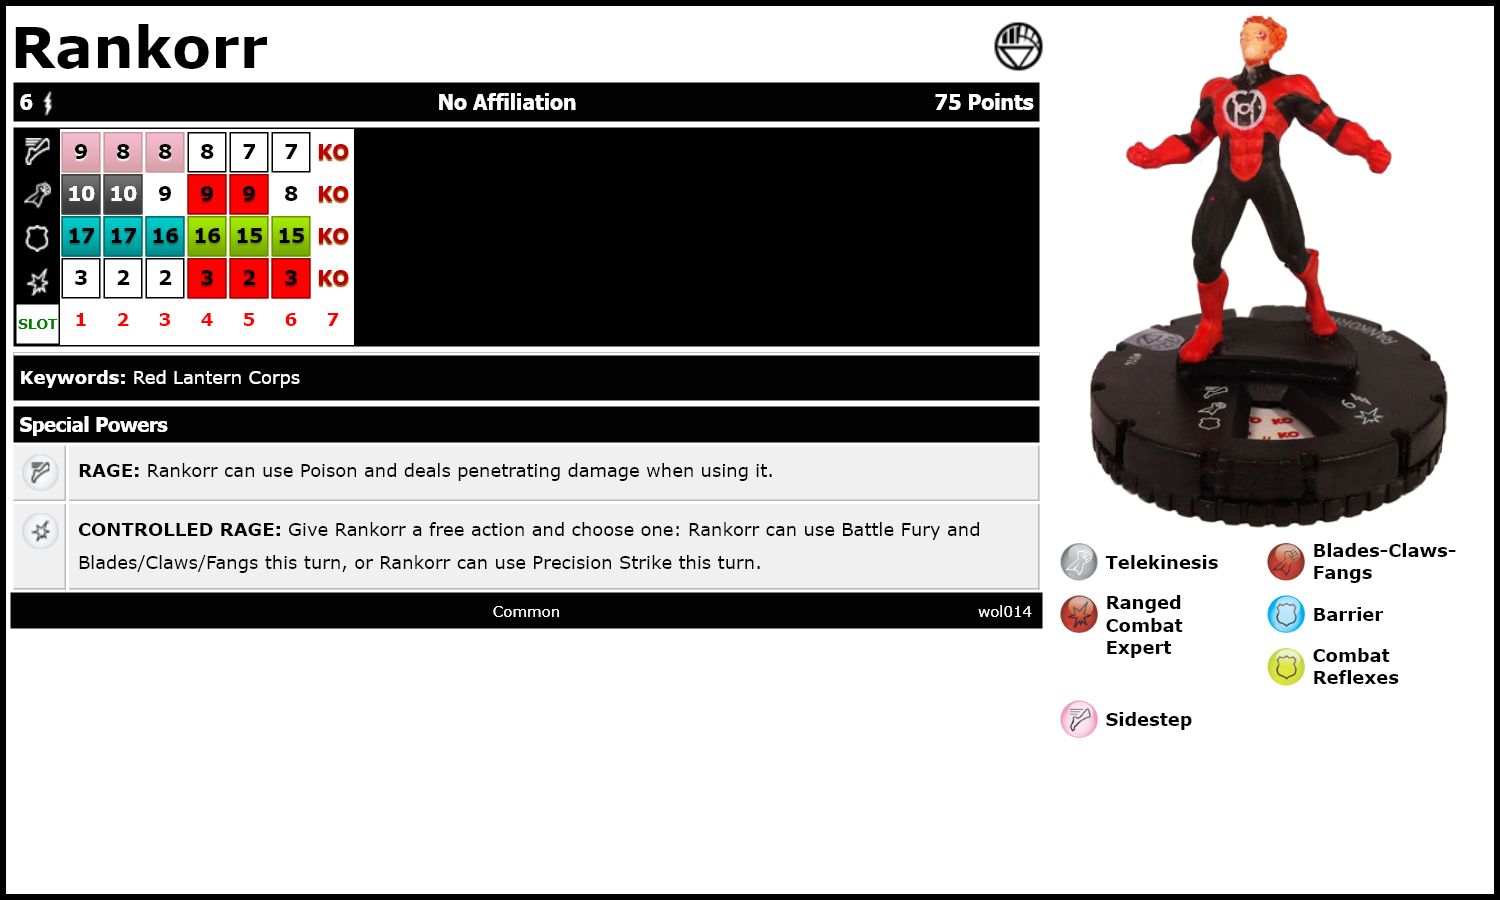 Rankorr
6 No Affiliation 75 Points
9 8 8 8 7 7 KO
10 10 9 9 9 8 KO
17 17 16 16 15 15 KO
3 2 2 3 2 3 KO
SLOT 1 2 3 4 5 6 7
Keywords: Red Lantern Corps
Special Powers
RAGE: Rankorr can use Poison and deals penetrating damage when using it.
CONTROLLED RAGE: Give Rankorr a free action and choose one: Rankorr can use Battle Fury and
Blades/Claws/Fangs this turn, or Rankorr can use Precision Strike this turn.
Common wol014
RANKORR
014
6
KO
KO
Telekinesis
Blades-Claws-
Fangs
Ranged
Combat
Expert
Barrier
Combat
Reflexes
Sidestep